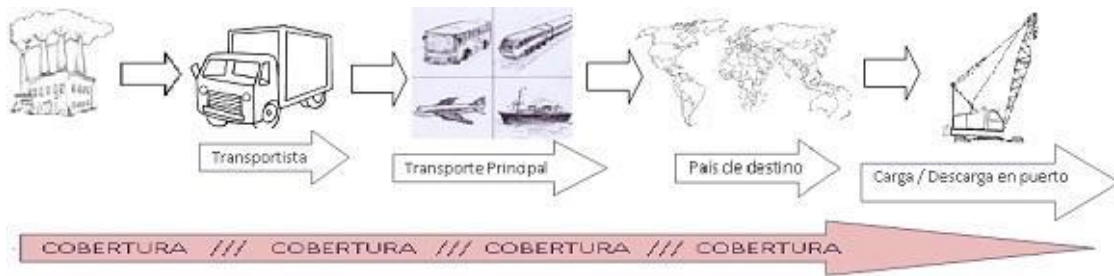 Transportista
Transporte Principal
País de destino
Carga / Descarga en puerto
COBERTURA /// COBERTURA /// COBERTURA /// COBERTURA